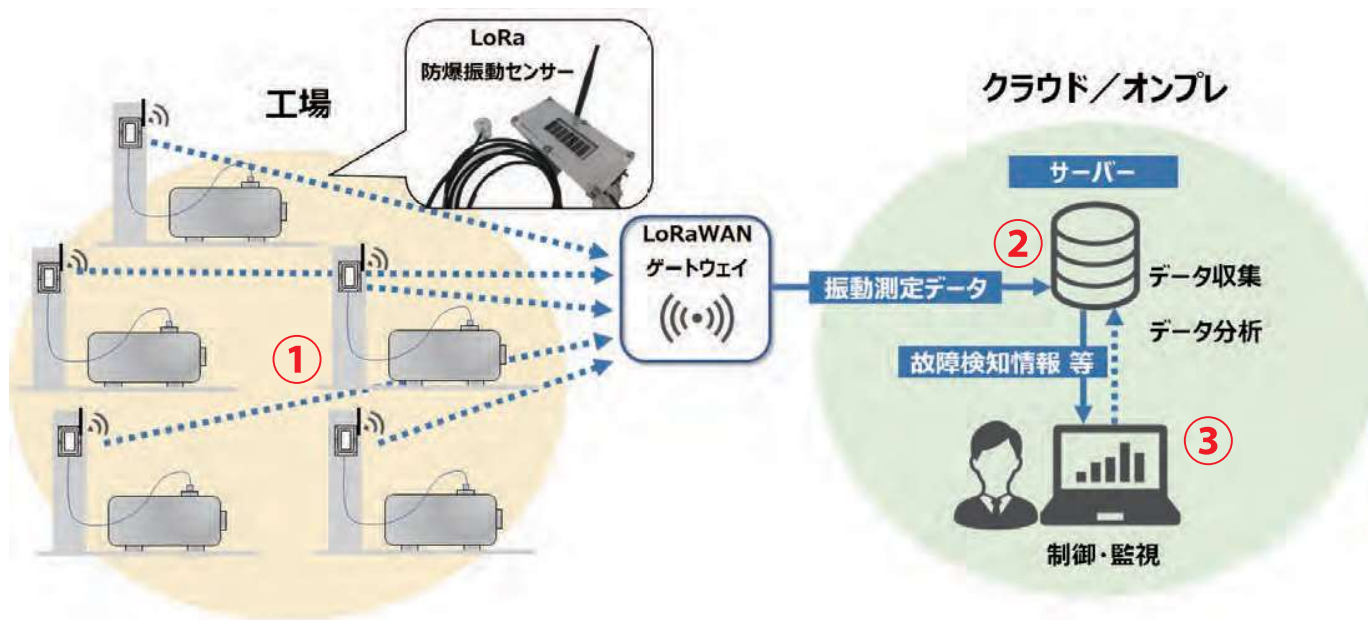 LoRa
防爆振動センサー
工場
クラウド／オンプレ
サーバー
LoRaWAN
ゲートウェイ
②
振動測定データ
データ収集
データ分析
①
故障検知情報 等
③
制御・監視